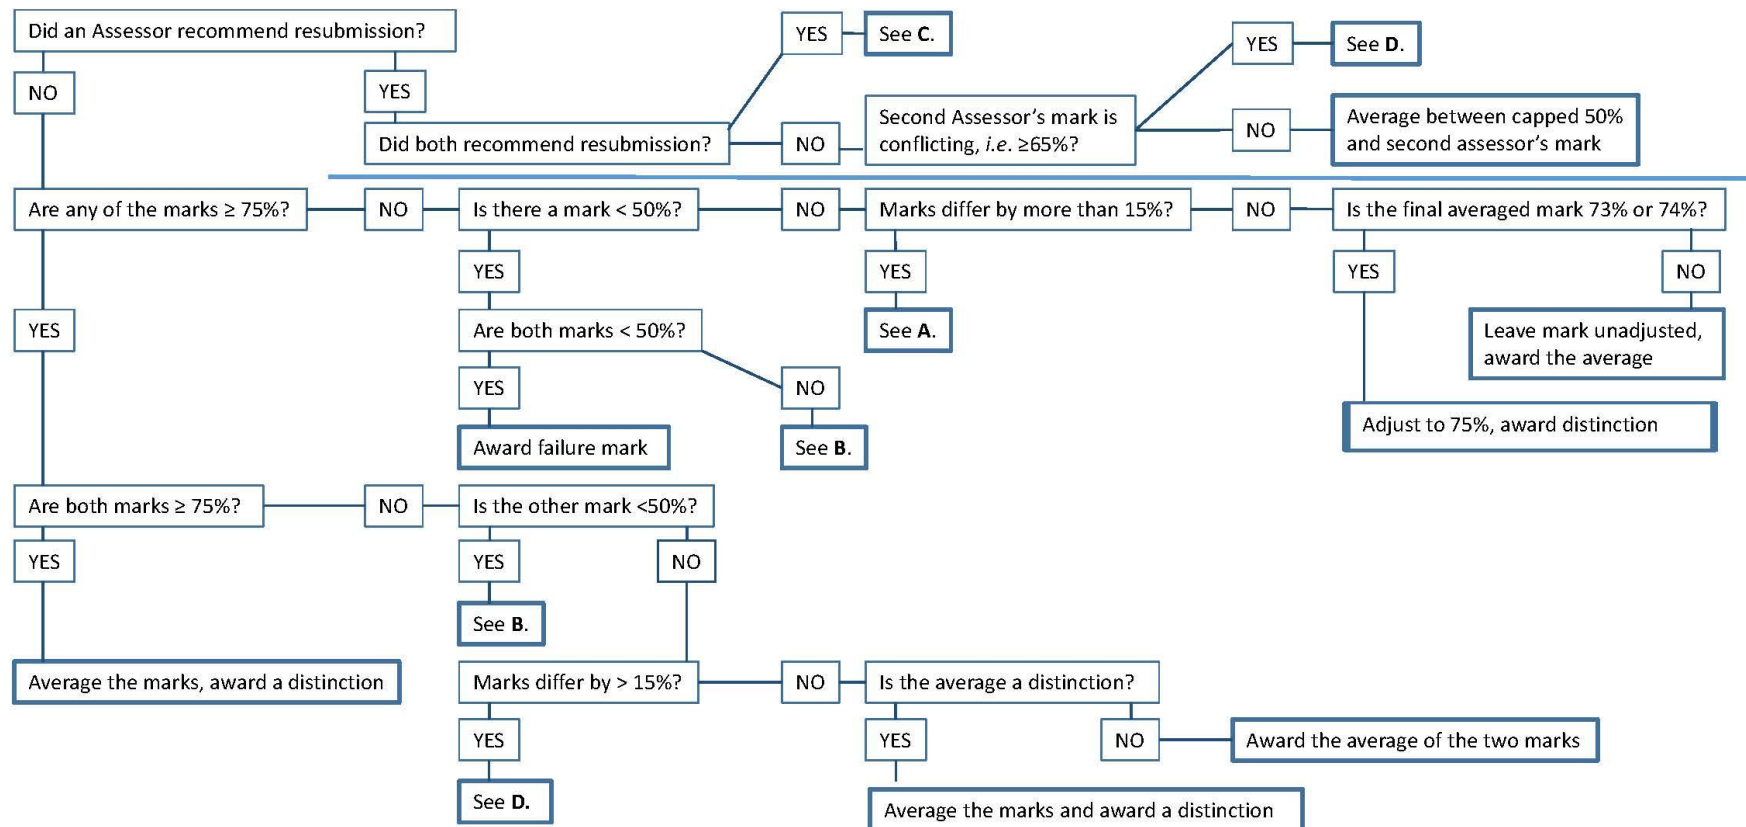 Did an Assessor recommend resubmission?
YES
See C.
YES
See D.
NO
YES
Did both recommend resubmission?
NO
Second Assessor's mark is
conflicting, i.e. ≥65%?
NO
Average between capped 50%
and second assessor's mark
Are any of the marks ≥ 75%?
NO
Is there a mark < 50%?
NO
Marks differ by more than 15%?
NO
Is the final averaged mark 73% or 74%?
YES
YES
YES
NO
YES
Are both marks < 50%?
See A.
Leave mark unadjusted,
award the average
YES
NO
Adjust to 75%, award distinction
Award failure mark
See B.
Are both marks ≥ 75%?
NO
Is the other mark <50%?
YES
YES
NO
See B.
Average the marks, award a distinction
Marks differ by > 15%?
NO
Is the average a distinction?
YES
YES
NO
Award the average of the two marks
See D.
Average the marks and award a distinction